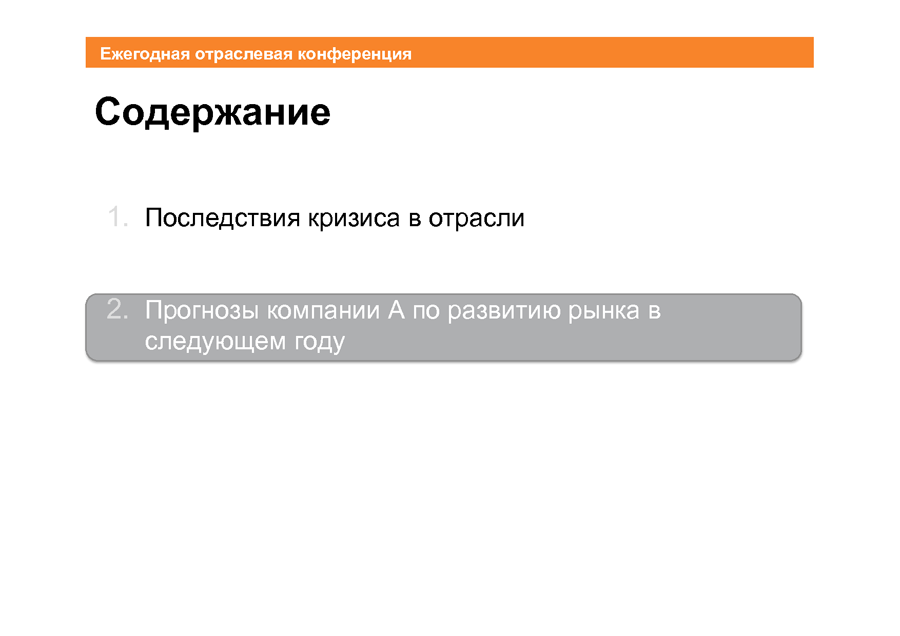 Ежегодная отраслевая конференция
Содержание
1. Последствия кризиса в отрасли
2. Прогнозы компании А по развитию рынка в
следующем году